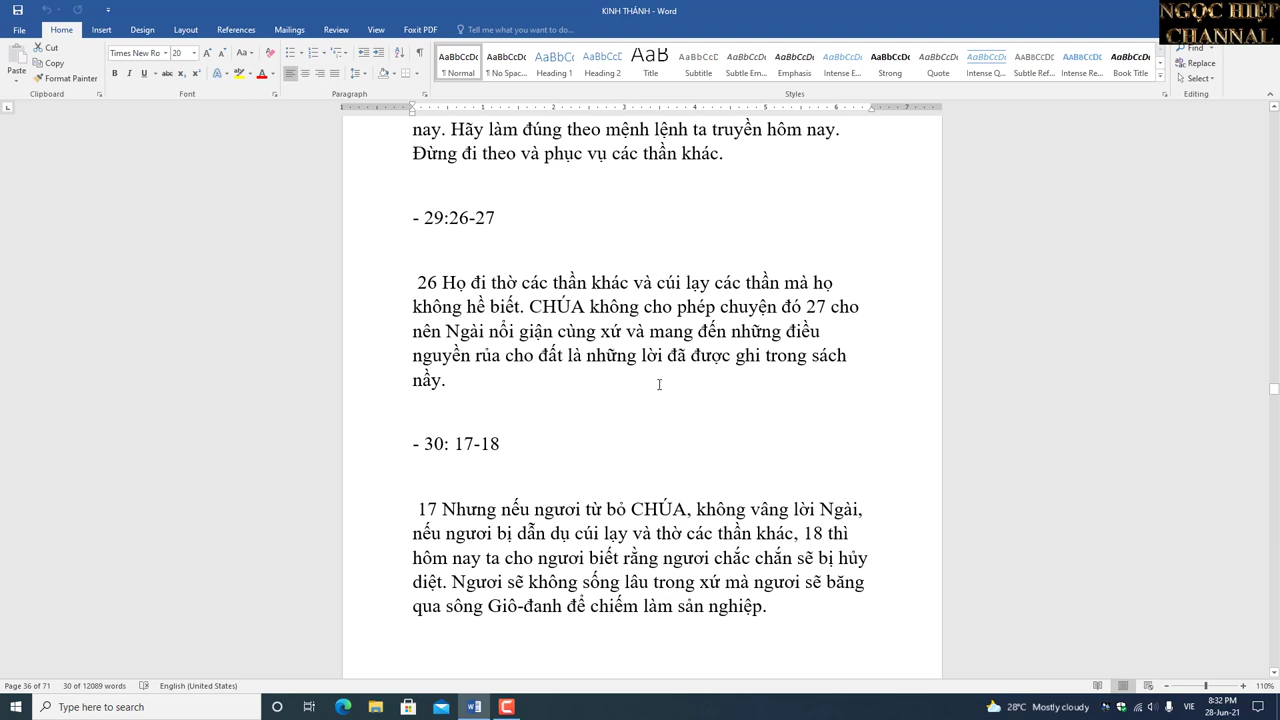 KINH THÁNH - Word
NGỌC HIỆP
CHANNAL
File Home Insert Design Layout References Mailings Review View Foxit PDF Tell me what you want to do...
Paste
Cut
Copy
Format Painter
Clipboard
Times New Ro 20
Font
Paragraph
AaBbCcDc AaBbCcDc AaBbCc AaBbCcD AaB AaBbCcD AaBbCcDc AaBbCcDc AaBbCcDc AaBbCcDc AaBbCcDc AaBbCcDc AaBbCcDc AaBbCcDc AaBbCcDc
¶ Normal ¶ No Spac... Heading 1 Heading 2 Title Subtitle Subtle Em... Emphasis Intense E... Strong Quote Intense Q... Subtle Ref... Intense Re... Book Title
Styles
Find
Replace
Select
Editing
1 1 2 3 4 5 6 7
nay. Hãy làm đúng theo mệnh lệnh ta truyền hôm nay.
Đừng đi theo và phục vụ các thần khác.
- 29:26-27
26 Họ đi thờ các thần khác và cúi lạy các thần mà họ
không hề biết. CHÚA không cho phép chuyện đó 27 cho
nên Ngài nổi giận cùng xứ và mang đến những điều
nguyền rủa cho đất là những lời đã được ghi trong sách
nầy.
- 30: 17-18
17 Nhưng nếu ngươi từ bỏ CHÚA, không vâng lời Ngài,
nếu ngươi bị dẫn dụ cúi lạy và thờ các thần khác, 18 thì
hôm nay ta cho ngươi biết rằng ngươi chắc chắn sẽ bị hủy
diệt. Ngươi sẽ không sống lâu trong xứ mà ngươi sẽ băng
qua sông Giô-đanh để chiếm làm sản nghiệp.
Page 36 of 71 30 of 12089 words English (United States) 110%
Type here to search
28°C Mostly cloudy
VIE
8:32 PM
28-Jun-21